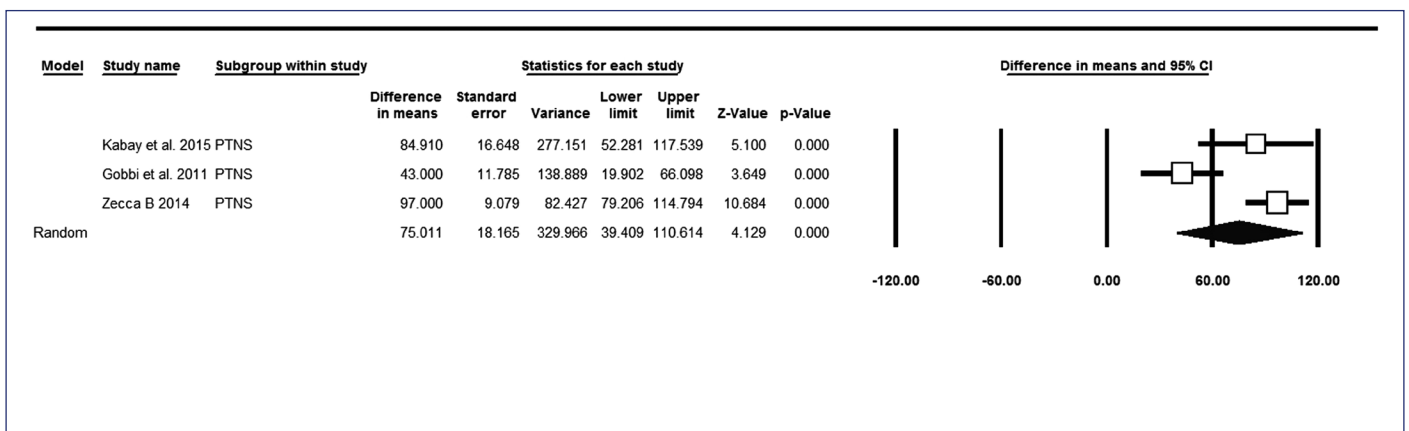 Model Study name Subgroup within study Statistics for each study Difference in means and 95% CI
Difference in means Standard error Variance Lower limit Upper limit Z-Value p-Value
Kabay et al. 2015 PTNS 84.910 16.648 277.151 52.281 117.539 5.100 0.000
Gobbi et al. 2011 PTNS 43.000 11.785 138.889 19.902 66.098 3.649 0.000
Zecca B 2014 PTNS 97.000 9.079 82.427 79.206 114.794 10.684 0.000
Random 75.011 18.165 329.966 39.409 110.614 4.129 0.000
-120.00 -60.00 0.00 60.00 120.00